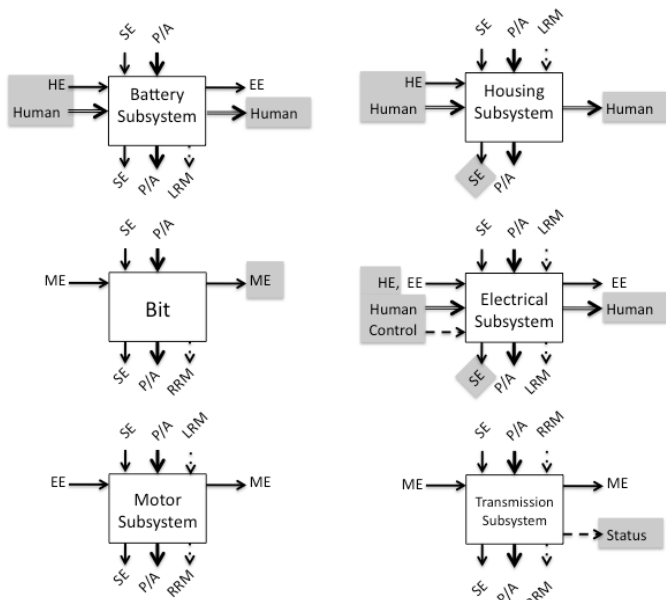 SE P/A
HE EE
Human Battery Subsystem Human
SE P/A LRM
SE P/A LRM
HE
Human Housing Subsystem Human
SE P/A
SE P/A
ME Bit ME
SE P/A RRM
SE P/A LRM
HE, EE EE
Human Electrical Subsystem Human
Control
SE P/A LRM
SE P/A LRM
EE ME
Motor Subsystem
SE P/A RRM
SE P/A RRM
ME ME
Transmission Subsystem
Status
SE P/A RRM